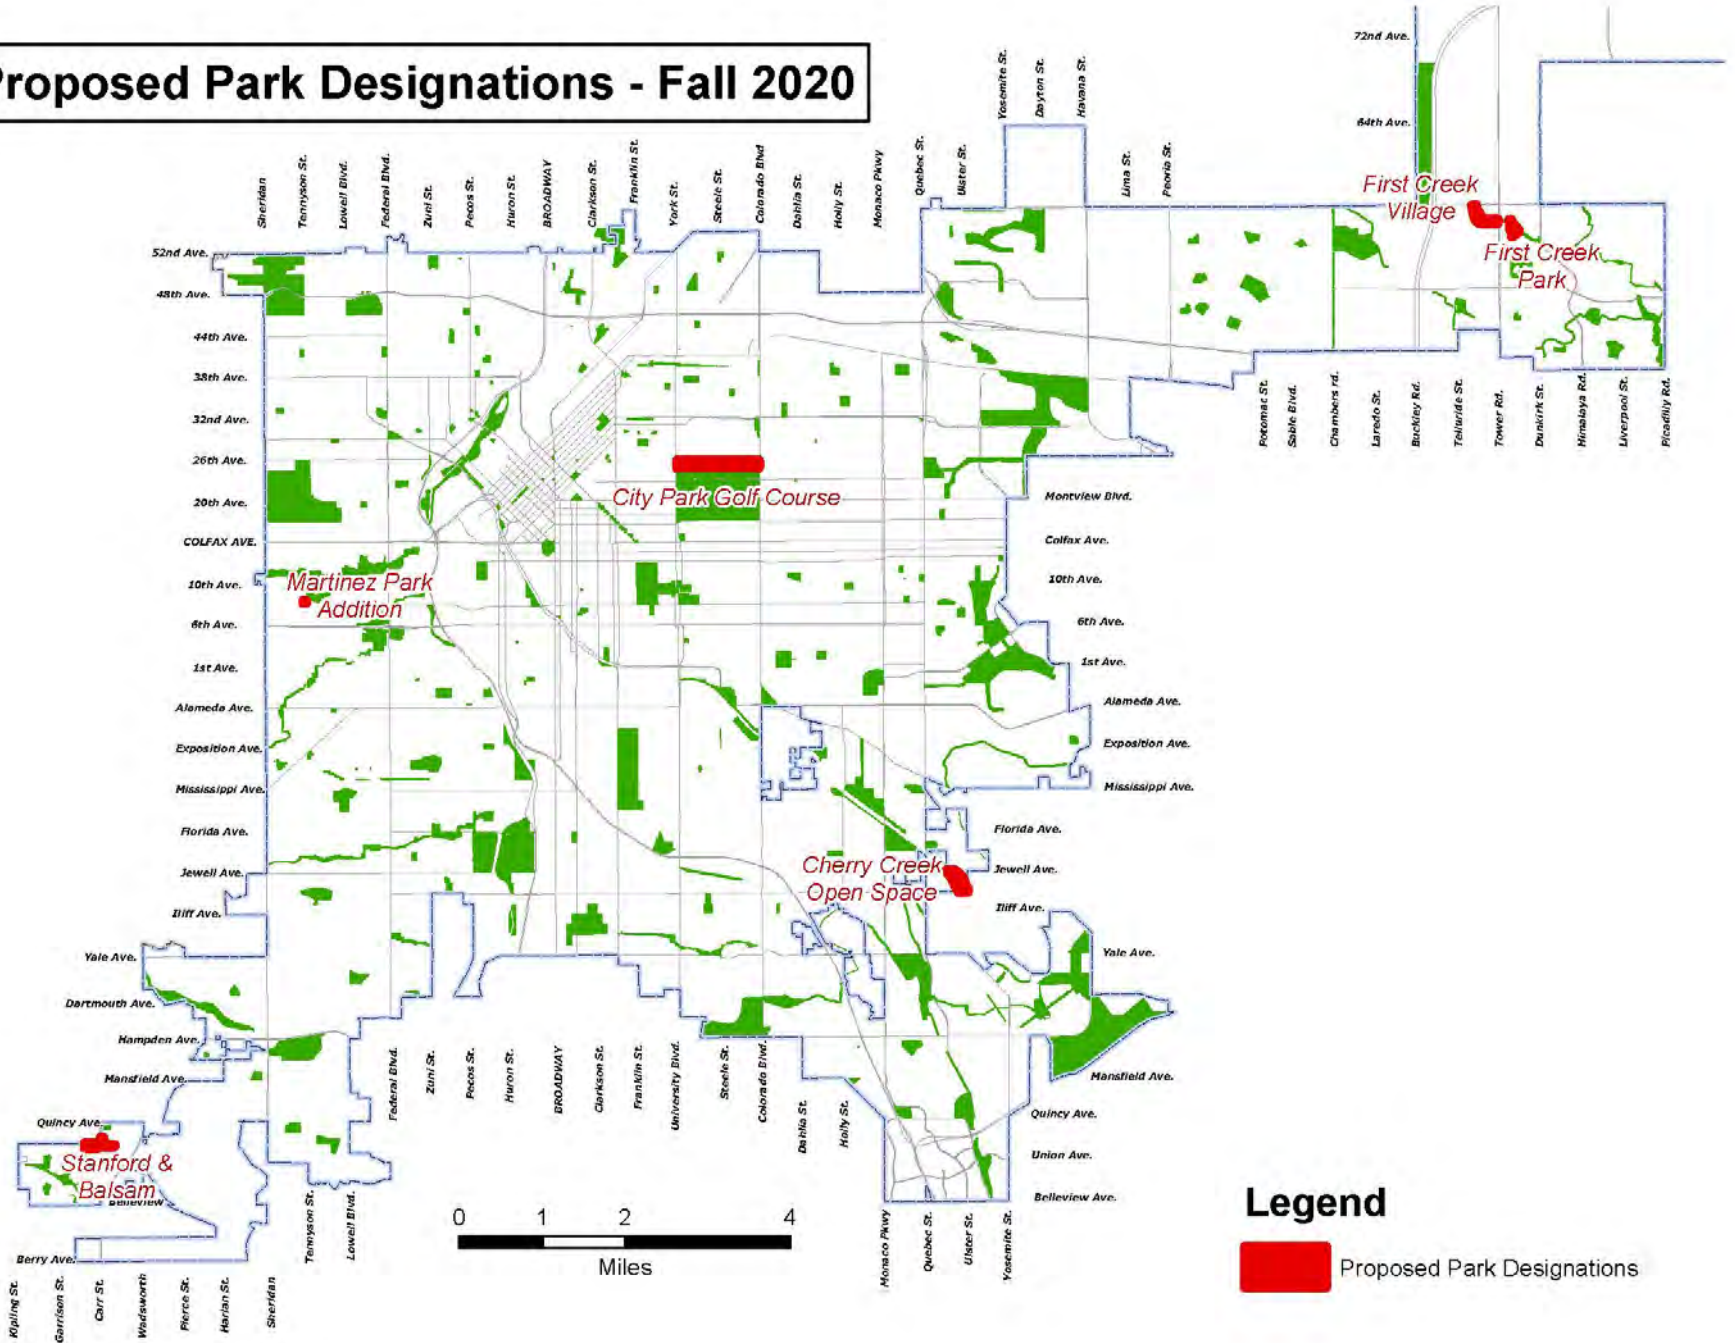 Proposed Park Designations - Fall 2020
72nd Ave.
64th Ave.
Yosemite St.
Dayton St.
Havana St.
Sheridan
Tennyson St.
Lowell Blvd.
Federal Blvd.
Zuni St.
Pecos St.
Huron St.
BROADWAY
Clarkson St.
Franklin St.
York St.
Steele St.
Colorado Blvd
Dahlia St.
Holly St.
Monaco Pkwy
Quebec St.
Ulster St.
Lima St.
Peoria St.
First Creek
Village
First Creek
Park
52nd Ave.
48th Ave.
44th Ave.
38th Ave.
32nd Ave.
26th Ave.
20th Ave.
COLFAX AVE.
10th Ave.
6th Ave.
1st Ave.
Alameda Ave.
Exposition Ave.
Mississippi Ave.
Florida Ave.
Jewell Ave.
Iliff Ave.
Yale Ave.
Dartmouth Ave.
Hampden Ave.
Mansfield Ave.
Quincy Ave.
Belleview
Berry Ave.
Potomac St.
Sable Blvd.
Chambers rd.
Laredo St.
Buckley Rd.
Telluride St.
Tower Rd.
Dunkirk St.
Himalaya Rd.
Liverpool St.
Picadilly Rd.
City Park Golf Course
Martinez Park
Addition
Cherry Creek
Open Space
Stanford &
Balsam
Montview Blvd.
Colfax Ave.
10th Ave.
6th Ave.
1st Ave.
Alameda Ave.
Exposition Ave.
Mississippi Ave.
Florida Ave.
Jewell Ave.
Iliff Ave.
Yale Ave.
Mansfield Ave.
Quincy Ave.
Union Ave.
Belleview Ave.
Federal Blvd.
Zuni St.
Pecos St.
Huron St.
BROADWAY
Clarkson St.
Franklin St.
University Blvd.
Steele St.
Colorado Blvd.
Dahlia St.
Holly St.
Monaco Pkwy
Quebec St.
Ulster St.
Yosemite St.
Tennyson St.
Lowell Blvd.
Kipling St.
Garrison St.
Carr St.
Wadsworth
Pierce St.
Harlan St.
Sheridan
0 1 2 4
Miles
Legend
Proposed Park Designations